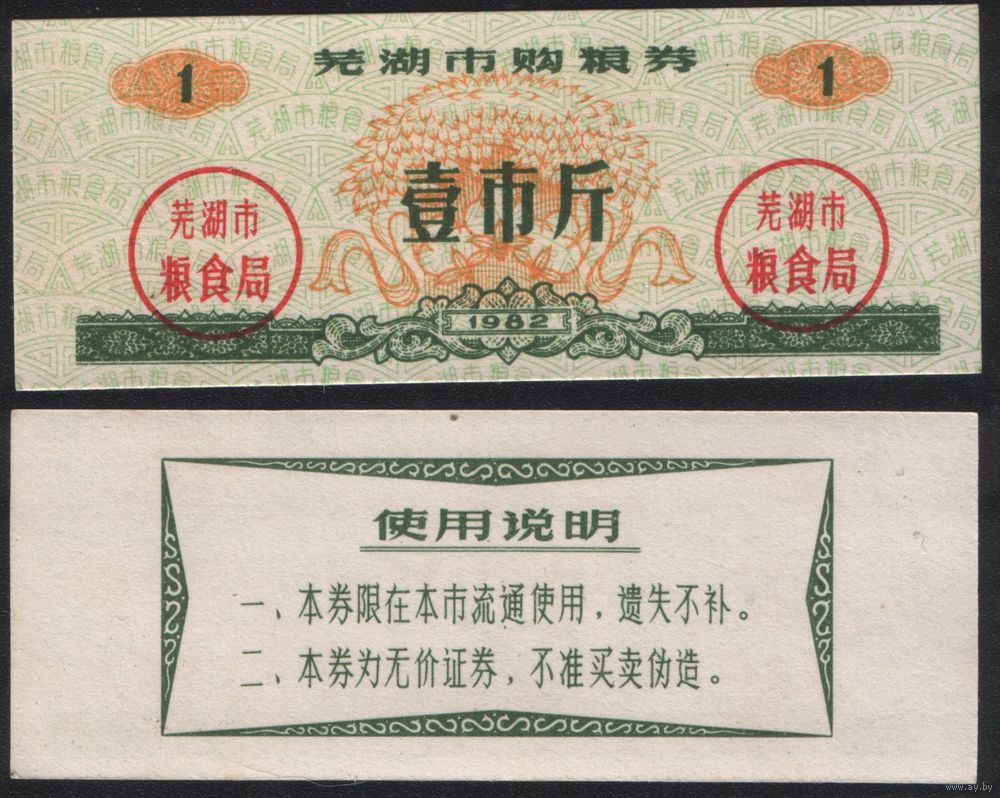 芜湖市购粮券
1
1
壹市斤
芜湖市
粮食局
芜湖市
粮食局
1982
使用说明
一、本券限在本市流通使用，遗失不补。
二、本券为无价证券，不准买卖伪造。
www.ay.by